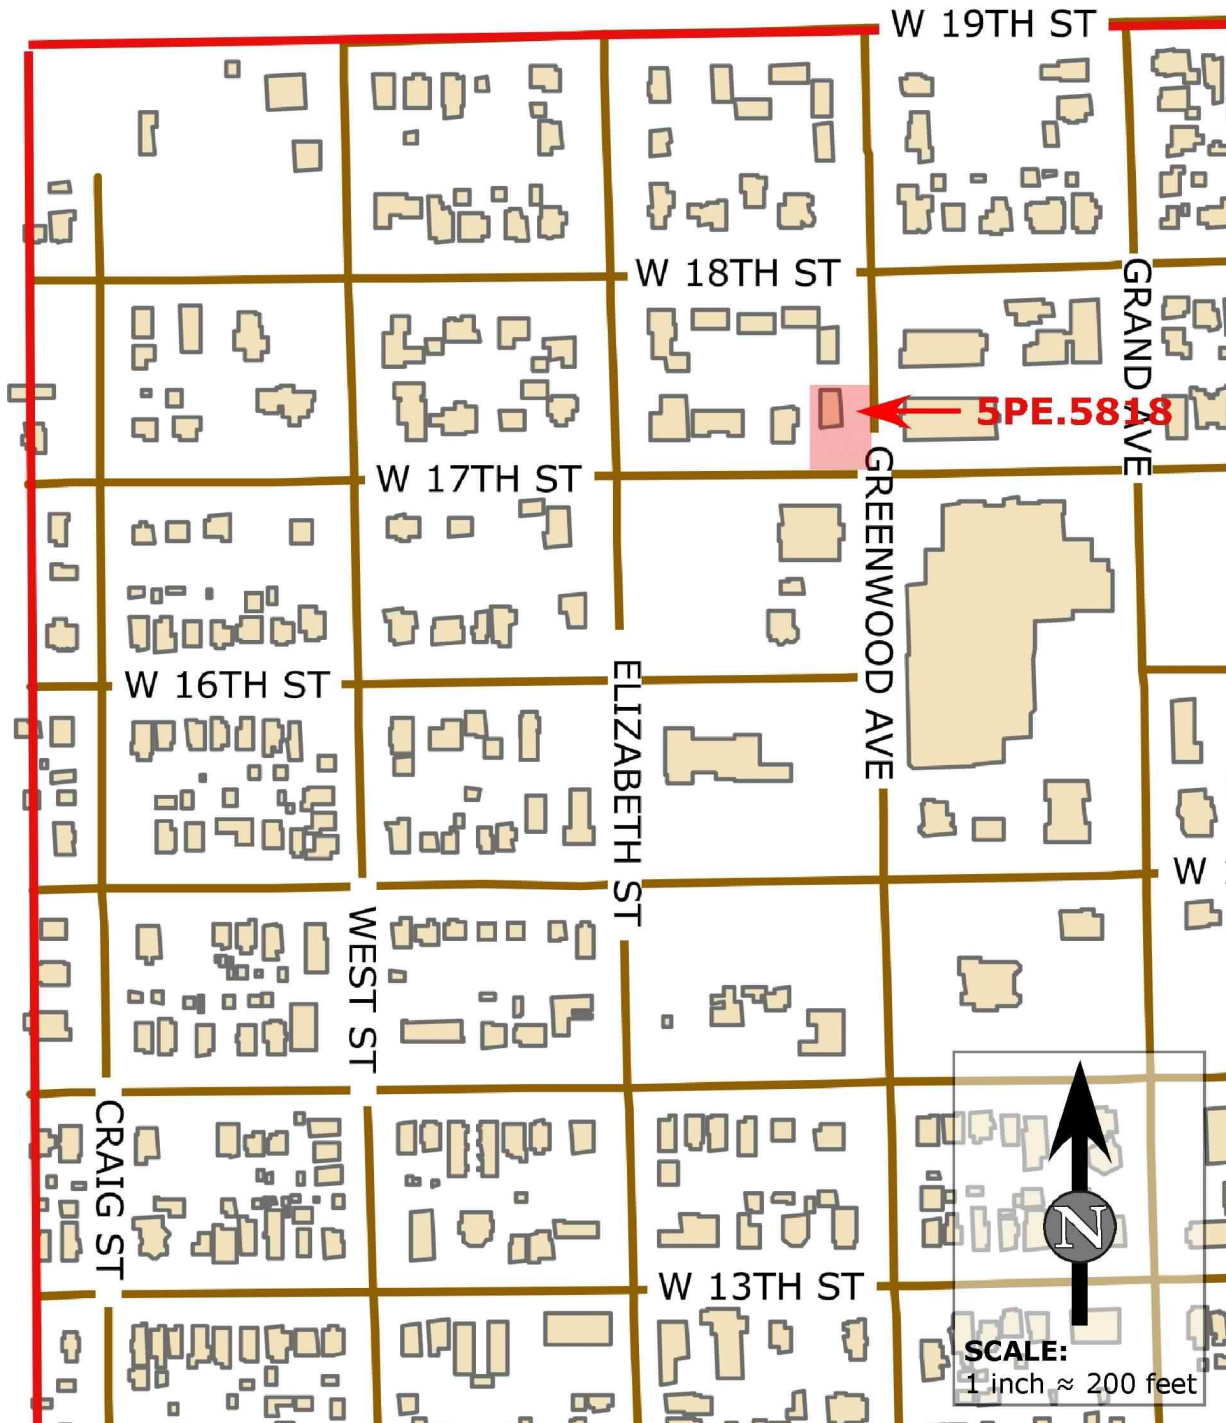 W 19TH ST
W 18TH ST
GRAND AVE
5PE.5818
W 17TH ST
GREENWOOD AVE
W 16TH ST
ELIZABETH ST
W
WEST ST
CRAIG ST
N
W 13TH ST
SCALE:
1 inch ≈ 200 feet